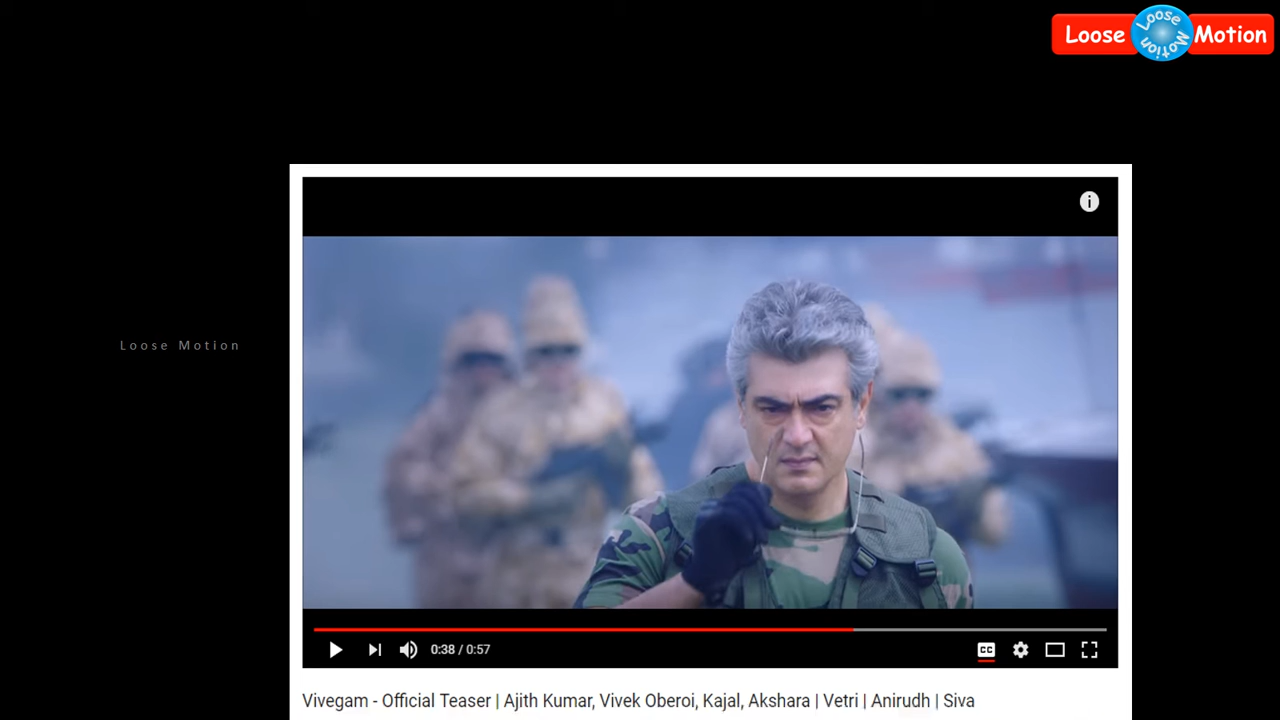 Loose Motion
Loose Motion
Loose Motion
0:38 / 0:57
CC
Vivegam - Official Teaser | Ajith Kumar, Vivek Oberoi, Kajal, Akshara | Vetri | Anirudh | Siva